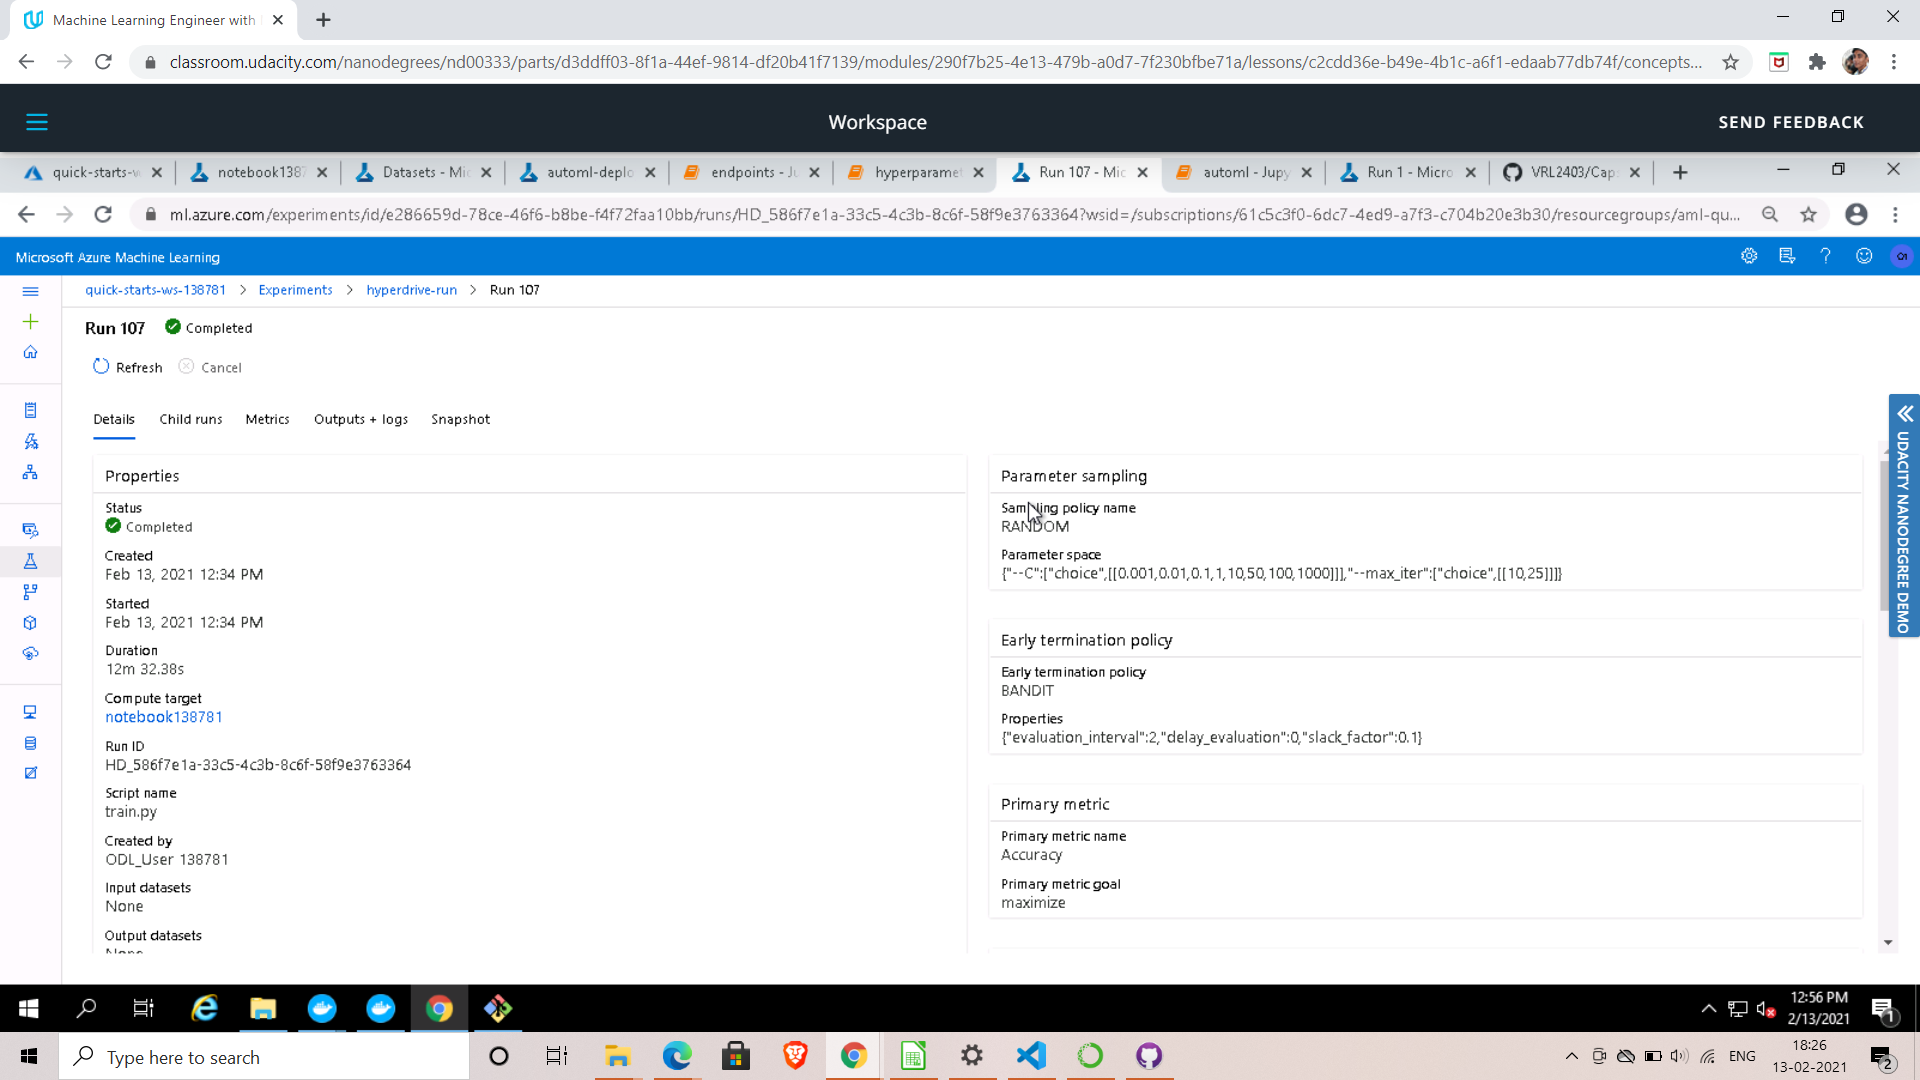 Machine Learning Engineer with
classroom.udacity.com/nanodegrees/nd00333/parts/d3ddff03-8f1a-44ef-9814-df20b41f7139/modules/290f7b25-4e13-479b-a0d7-7f230bfbe71a/lessons/c2cdd36e-b49e-4b1c-a6f1-edaab77db74f/concepts...
Workspace
SEND FEEDBACK
quick-starts-w
notebook1387
Datasets - Mic
automl-deplo
endpoints - Ju
hyperparamet
Run 107 - Mic
automl - Jupy
Run 1 - Micro
VRL2403/Cap
ml.azure.com/experiments/id/e286659d-78ce-46f6-b8be-f4f72faa10bb/runs/HD_586f7e1a-33c5-4c3b-8c6f-58f9e3763364?wsid=/subscriptions/61c5c3f0-6dc7-4ed9-a7f3-c704b20e3b30/resourcegroups/aml-qu...
Microsoft Azure Machine Learning
quick-starts-ws-138781 > Experiments > hyperdrive-run > Run 107
Run 107 Completed
Refresh Cancel
Details Child runs Metrics Outputs + logs Snapshot
Properties
Status
Completed
Created
Feb 13, 2021 12:34 PM
Started
Feb 13, 2021 12:34 PM
Duration
12m 32.38s
Compute target
notebook138781
Run ID
HD_586f7e1a-33c5-4c3b-8c6f-58f9e3763364
Script name
train.py
Created by
ODL_User 138781
Input datasets
None
Output datasets
None
Parameter sampling
Sampling policy name
RANDOM
Parameter space
{"--C":["choice",[[0.001,0.01,0.1,1,10,50,100,1000]]],"--max_iter":["choice",[[10,25]]]}
Early termination policy
Early termination policy
BANDIT
Properties
{"evaluation_interval":2,"delay_evaluation":0,"slack_factor":0.1}
Primary metric
Primary metric name
Accuracy
Primary metric goal
maximize
UDACITY NANODEGREE DEMO
12:56 PM
2/13/2021
1
Type here to search
ENG
18:26
13-02-2021
2